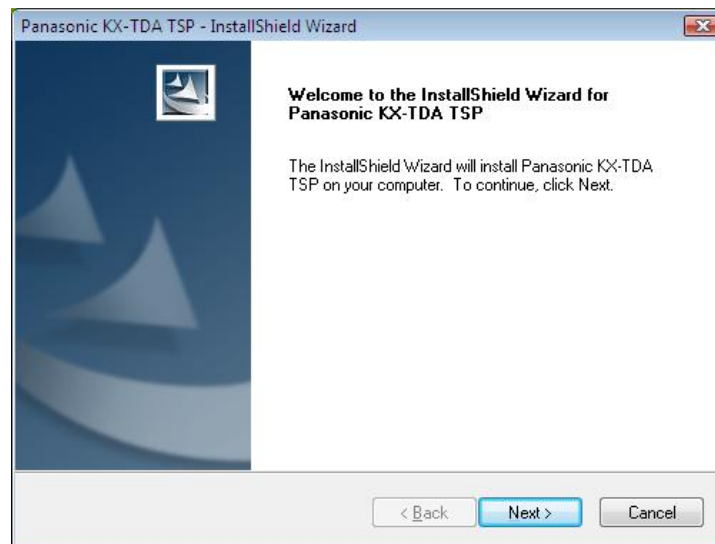 Panasonic KX-TDA TSP - InstallShield Wizard
Welcome to the InstallShield Wizard for
Panasonic KX-TDA TSP
The InstallShield Wizard will install Panasonic KX-TDA
TSP on your computer.  To continue, click Next.
< Back
Next >
Cancel